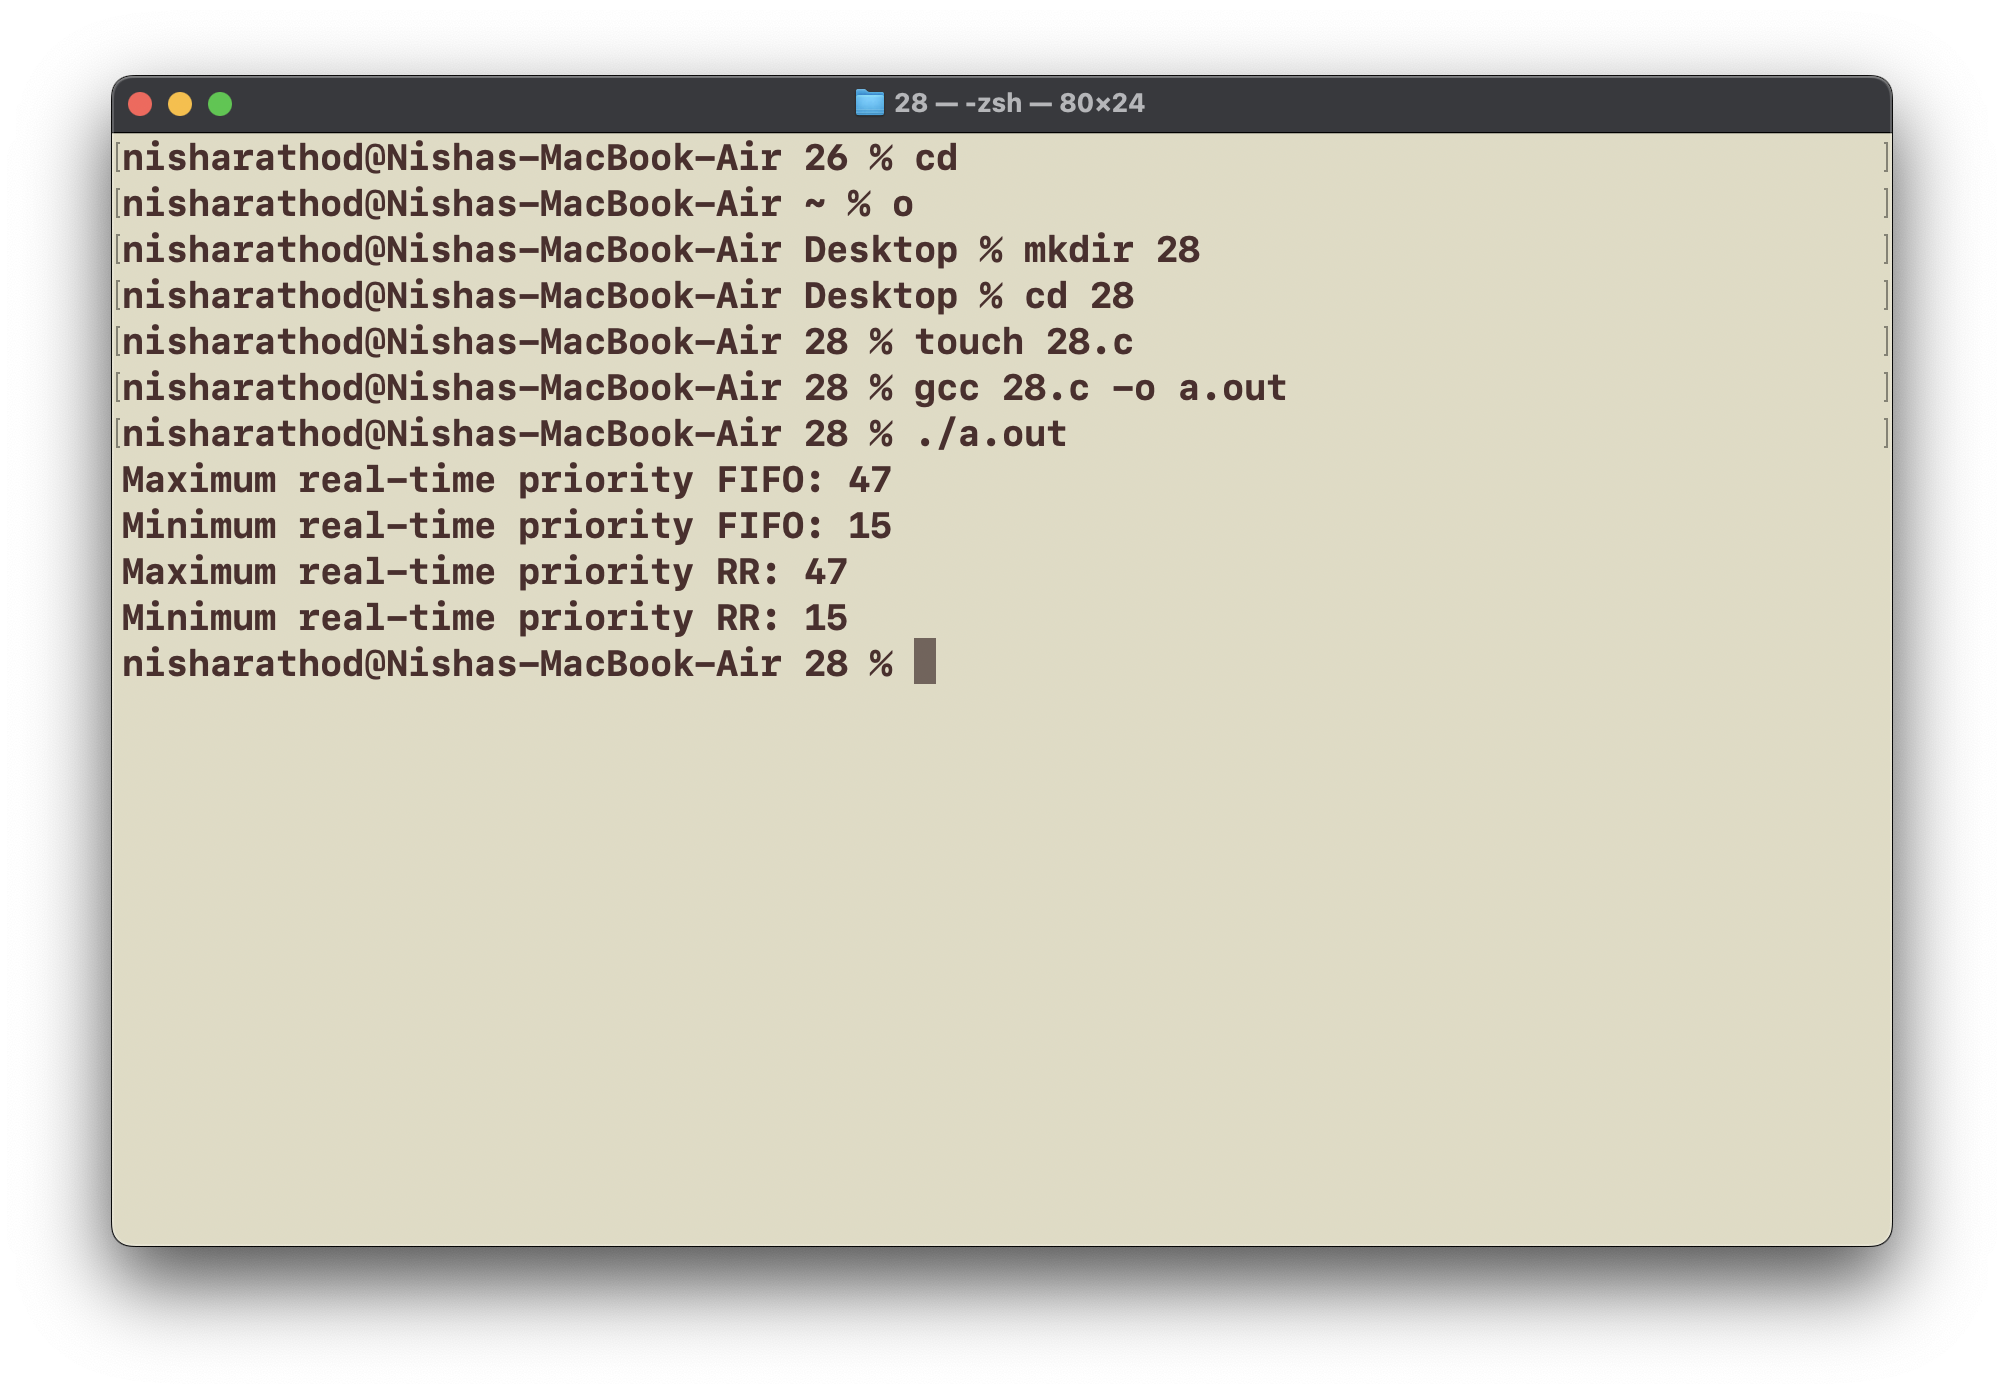 28 — -zsh — 80×24
[nisharathod@Nishas-MacBook-Air 26 % cd ]
[nisharathod@Nishas-MacBook-Air ~ % o ]
[nisharathod@Nishas-MacBook-Air Desktop % mkdir 28 ]
[nisharathod@Nishas-MacBook-Air Desktop % cd 28 ]
[nisharathod@Nishas-MacBook-Air 28 % touch 28.c ]
[nisharathod@Nishas-MacBook-Air 28 % gcc 28.c -o a.out ]
[nisharathod@Nishas-MacBook-Air 28 % ./a.out ]
Maximum real-time priority FIFO: 47
Minimum real-time priority FIFO: 15
Maximum real-time priority RR: 47
Minimum real-time priority RR: 15
nisharathod@Nishas-MacBook-Air 28 %